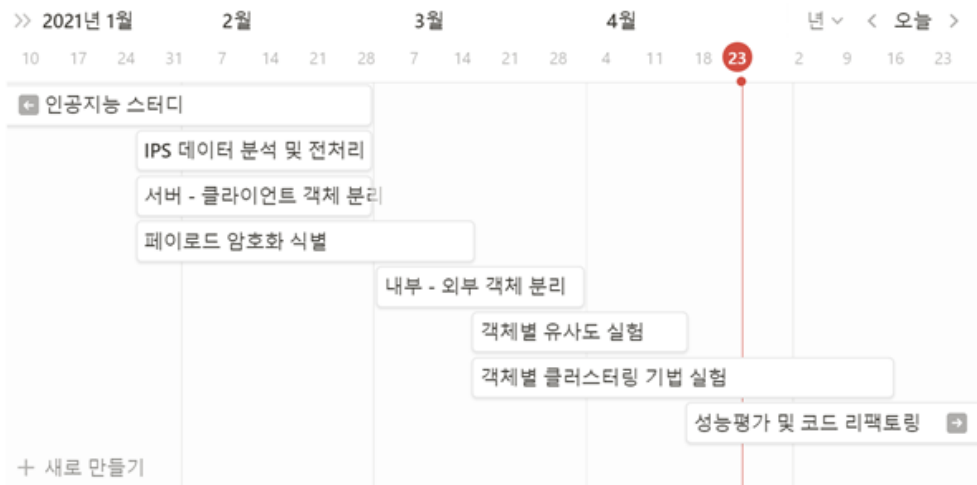 2021년 1월 2월 3월 4월 년 오늘
10 17 24 31 7 14 21 28 7 14 21 28 4 11 18 23 2 9 16 23
인공지능 스터디
IPS 데이터 분석 및 전처리
서버 - 클라이언트 객체 분리
페이로드 암호화 식별
내부 - 외부 객체 분리
객체별 유사도 실험
객체별 클러스터링 기법 실험
성능평가 및 코드 리팩토링
+ 새로 만들기